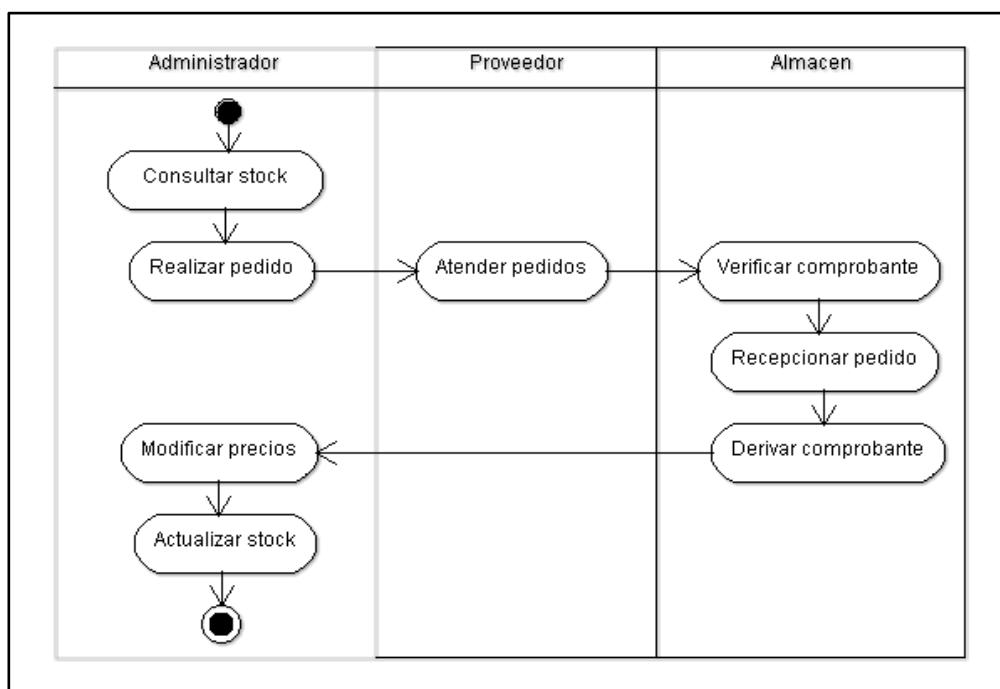 Administrador
Proveedor
Almacen
Consultar stock
Realizar pedido
Atender pedidos
Verificar comprobante
Recepcionar pedido
Derivar comprobante
Modificar precios
Actualizar stock